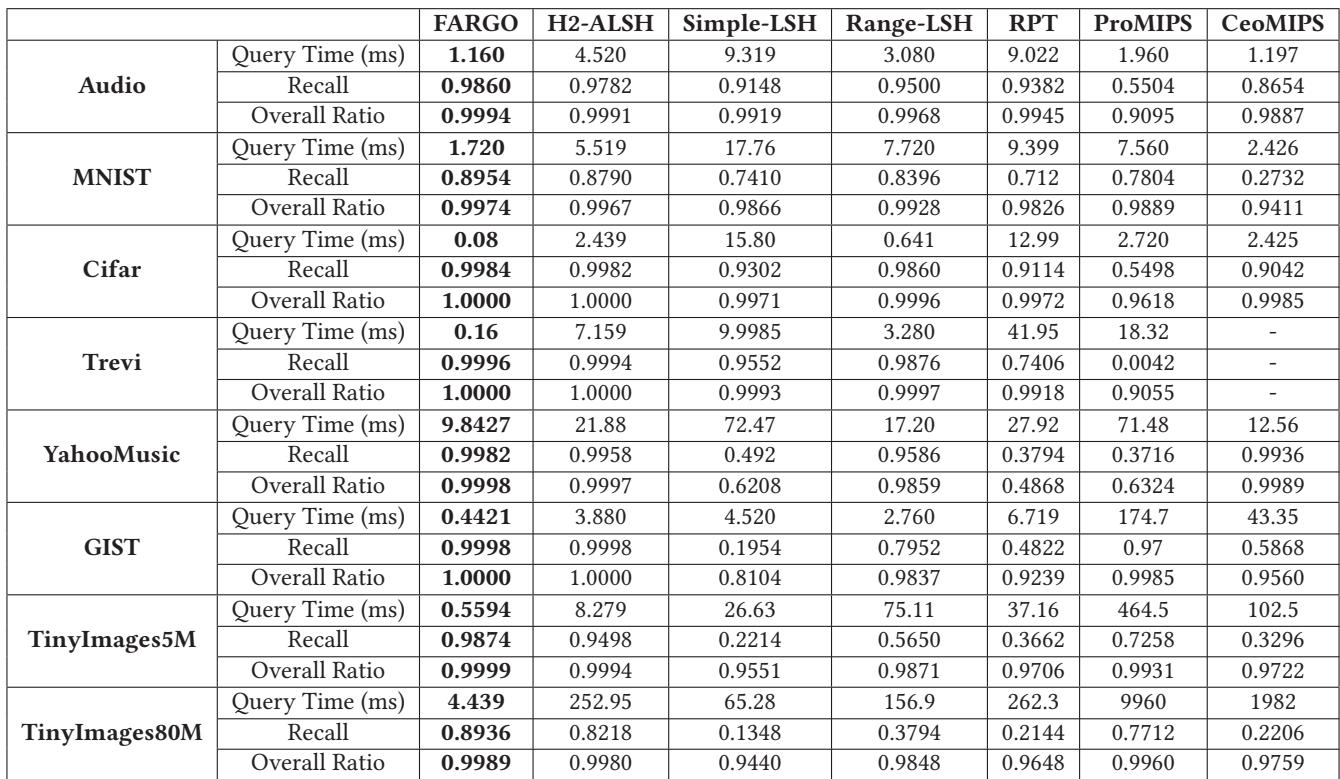 FARGO H2-ALSH Simple-LSH Range-LSH RPT ProMIPS CeoMIPS
Audio
Query Time (ms) 1.160 4.520 9.319 3.080 9.022 1.960 1.197
Recall 0.9860 0.9782 0.9148 0.9500 0.9382 0.5504 0.8654
Overall Ratio 0.9994 0.9991 0.9919 0.9968 0.9945 0.9095 0.9887
MNIST
Query Time (ms) 1.720 5.519 17.76 7.720 9.399 7.560 2.426
Recall 0.8954 0.8790 0.7410 0.8396 0.712 0.7804 0.2732
Overall Ratio 0.9974 0.9967 0.9866 0.9928 0.9826 0.9889 0.9411
Cifar
Query Time (ms) 0.08 2.439 15.80 0.641 12.99 2.720 2.425
Recall 0.9984 0.9982 0.9302 0.9860 0.9114 0.5498 0.9042
Overall Ratio 1.0000 1.0000 0.9971 0.9996 0.9972 0.9618 0.9985
Trevi
Query Time (ms) 0.16 7.159 9.9985 3.280 41.95 18.32 -
Recall 0.9996 0.9994 0.9552 0.9876 0.7406 0.0042 -
Overall Ratio 1.0000 1.0000 0.9993 0.9997 0.9918 0.9055 -
YahooMusic
Query Time (ms) 9.8427 21.88 72.47 17.20 27.92 71.48 12.56
Recall 0.9982 0.9958 0.492 0.9586 0.3794 0.3716 0.9936
Overall Ratio 0.9998 0.9997 0.6208 0.9859 0.4868 0.6324 0.9989
GIST
Query Time (ms) 0.4421 3.880 4.520 2.760 6.719 174.7 43.35
Recall 0.9998 0.9998 0.1954 0.7952 0.4822 0.97 0.5868
Overall Ratio 1.0000 1.0000 0.8104 0.9837 0.9239 0.9985 0.9560
TinyImages5M
Query Time (ms) 0.5594 8.279 26.63 75.11 37.16 464.5 102.5
Recall 0.9874 0.9498 0.2214 0.5650 0.3662 0.7258 0.3296
Overall Ratio 0.9999 0.9994 0.9551 0.9871 0.9706 0.9931 0.9722
TinyImages80M
Query Time (ms) 4.439 252.95 65.28 156.9 262.3 9960 1982
Recall 0.8936 0.8218 0.1348 0.3794 0.2144 0.7712 0.2206
Overall Ratio 0.9989 0.9980 0.9440 0.9848 0.9648 0.9960 0.9759